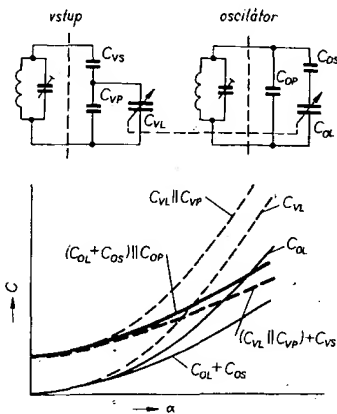 vstup
oscilátor
C_VS
C_VP
C_VL
C_OP
C_OS
C_OL
C_VL || C_VP
C_VL
C_OL
(C_OL + C_OS) || C_OP
(C_VL || C_VP) + C_VS
C_OL + C_OS
C
α